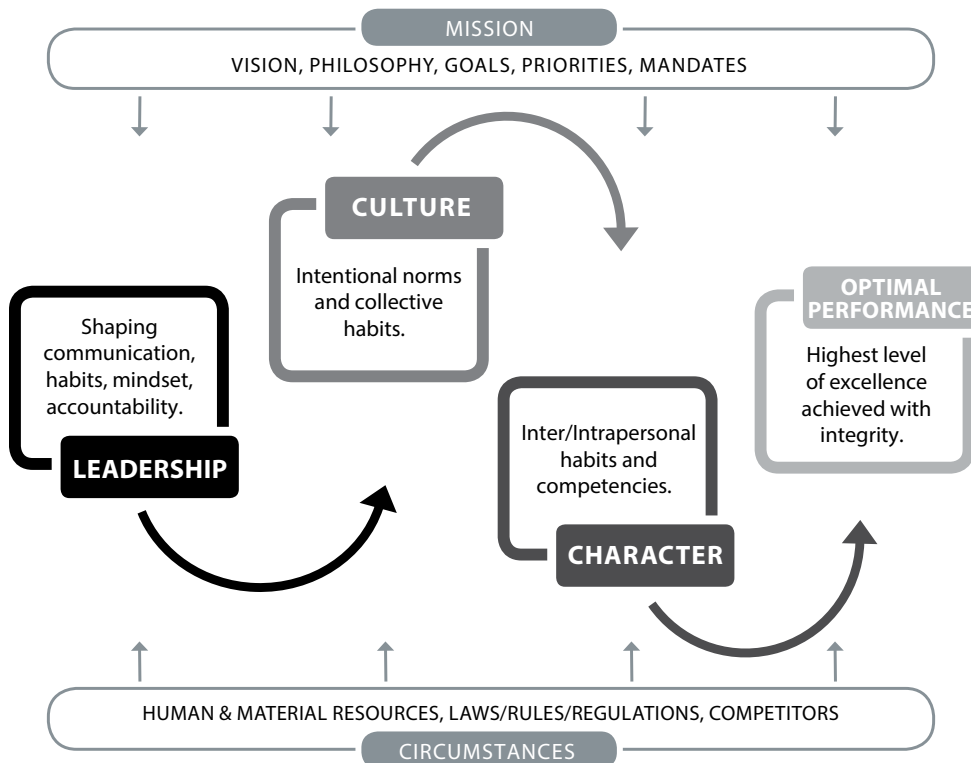 MISSION
VISION, PHILOSOPHY, GOALS, PRIORITIES, MANDATES
CULTURE
Intentional norms
and collective
habits.
Shaping
communication,
habits, mindset,
accountability.
LEADERSHIP
OPTIMAL
PERFORMANCE
Highest level
of excellence
achieved with
integrity.
Inter/Intrapersonal
habits and
competencies.
CHARACTER
HUMAN & MATERIAL RESOURCES, LAWS/RULES/REGULATIONS, COMPETITORS
CIRCUMSTANCES